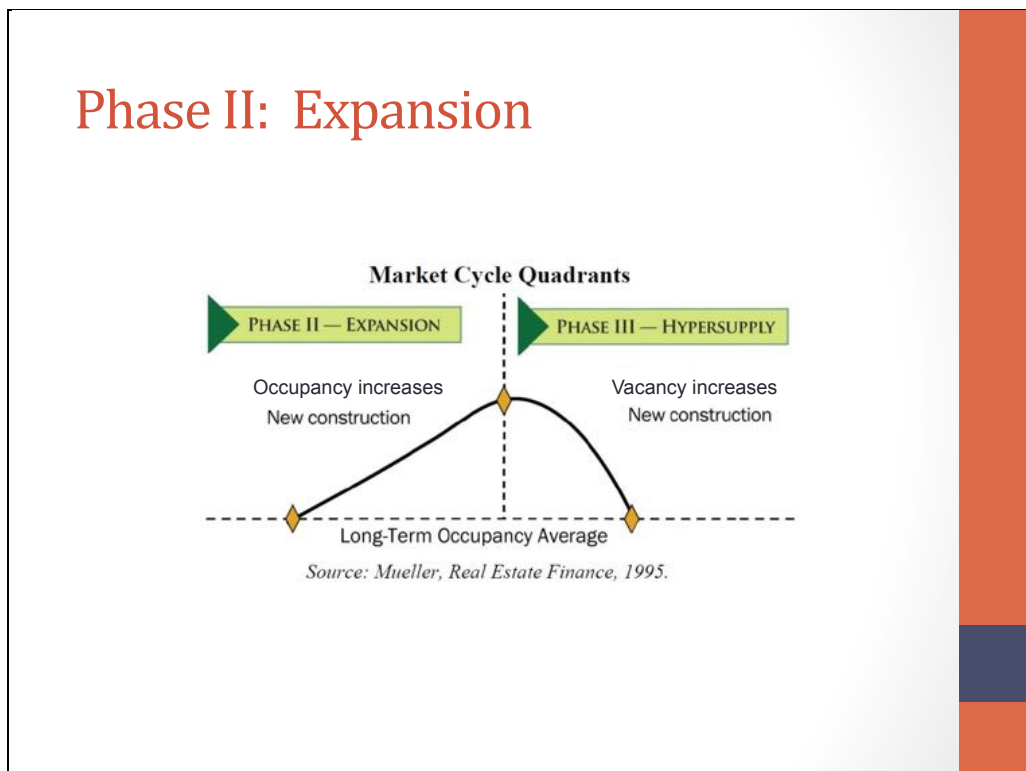 Phase II: Expansion
Market Cycle Quadrants
PHASE II — EXPANSION
PHASE III — HYPERSUPPLY
Occupancy increases
New construction
Vacancy increases
New construction
Long-Term Occupancy Average
Source: Mueller, Real Estate Finance, 1995.